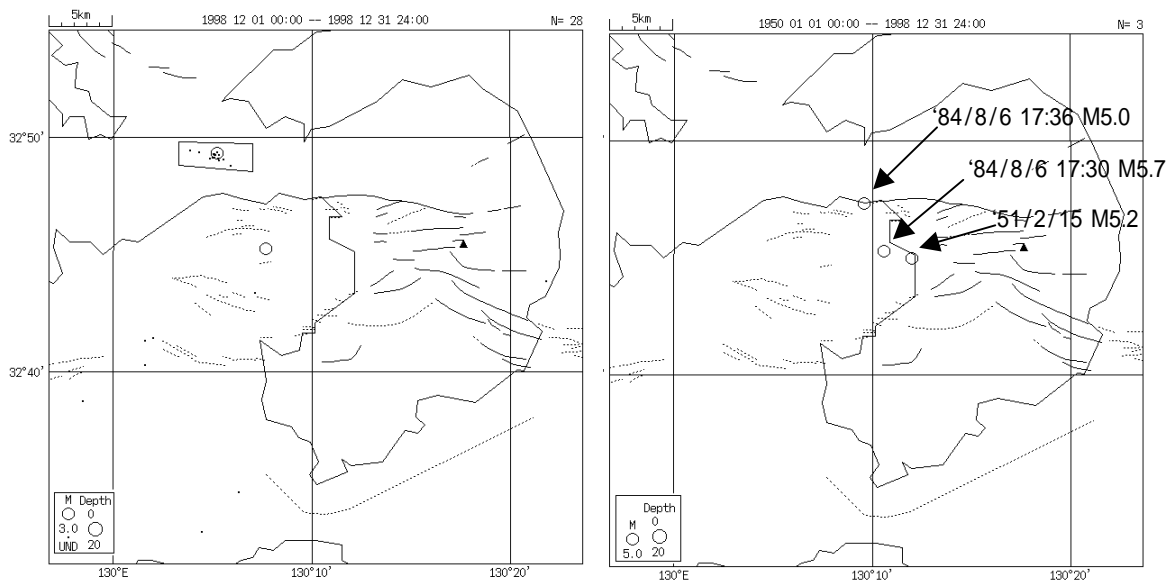 5km
1998 12 01 00:00 -- 1998 12 31 24:00
N= 28
32°50'
32°40'
M Depth
0
3.0
UND 20
130°E
130°10'
130°20'
5km
1950 01 01 00:00 -- 1998 12 31 24:00
N= 3
‘84/8/6 17:36 M5.0
‘84/8/6 17:30 M5.7
‘51/2/15 M5.2
Depth
M 0
5.0 20
130°E
130°10'
130°20'